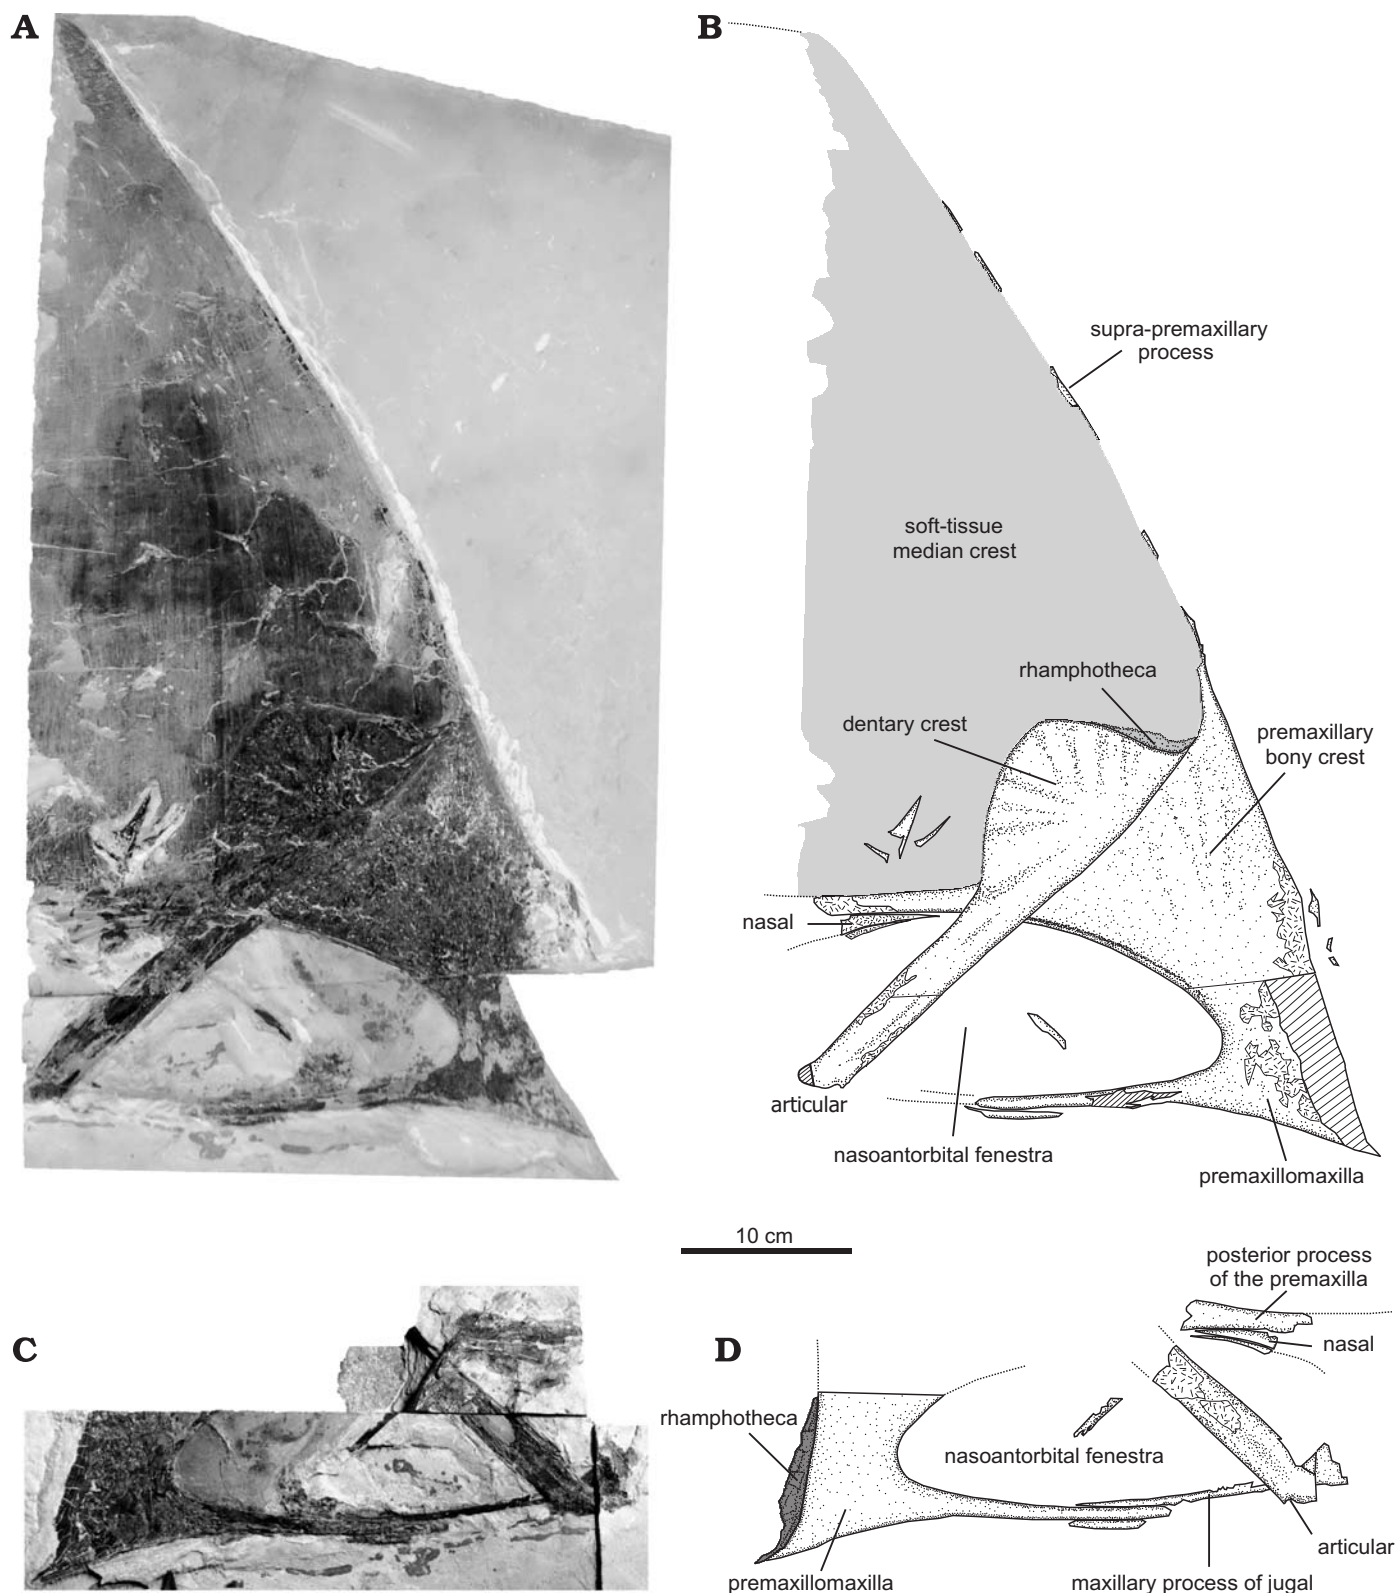 A
B
supra-premaxillary
process
soft-tissue
median crest
rhamphotheca
dentary crest
premaxillary
bony crest
nasal
articular
nasoantorbital fenestra
premaxillomaxilla
10 cm
C
D
posterior process
of the premaxilla
nasal
rhamphotheca
nasoantorbital fenestra
articular
premaxillomaxilla
maxillary process of jugal